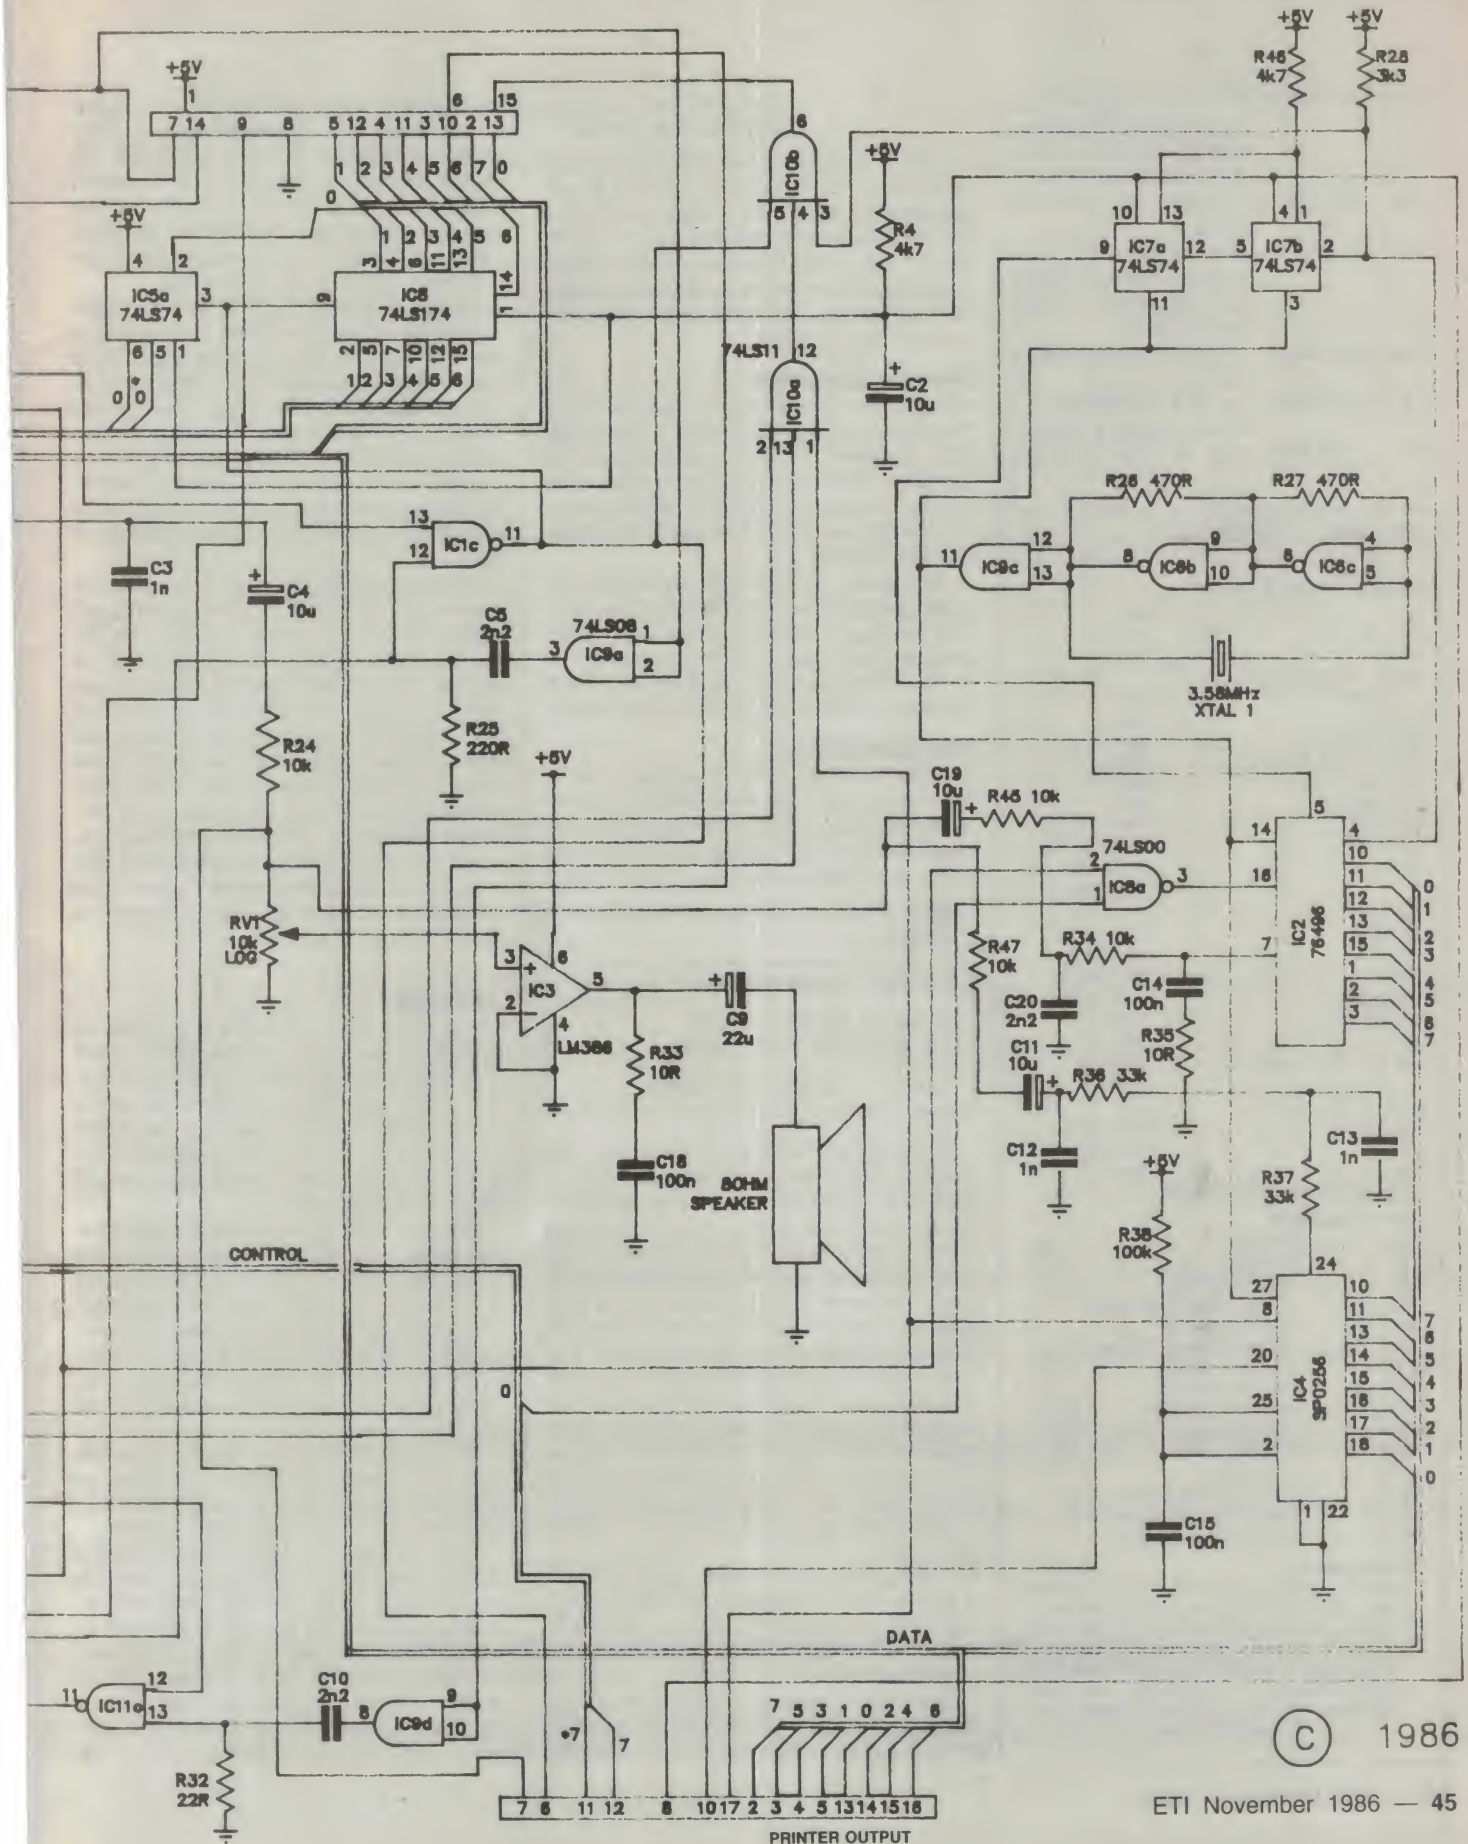 +5V
+5V
R46
4k7
R28
3k3
+5V
1
6
15
7 14 9 8 5 12 4 11 3 10 2 13
1 2 3 4 5 6 7 0
0
6
IC10b
5 4 3
+5V
R4
4k7
10 13
9 IC7a 12
74LS74
11
4 1
5 IC7b 2
74LS74
3
+5V
4 2
IC5a
74LS74
3
6 5 1
0 * 0
1 2 3 4 5 6
3 4 6 11 13 14
9 IC8 1
74LS174
2 5 7 10 12 15
1 2 3 4 5 6
74LS11 12
IC10a
2 13 1
+
C2
10u
R26 470R
R27 470R
11 IC9c 12
13
8 IC6b 9
10
6 IC6c 4
5
3.58MHz
XTAL 1
C3
1n
+
C4
10u
13
12
IC1c
11
C5
2n2
74LS08
3 IC9a 1
2
R24
10k
R25
220R
+5V
C19
10u
+
R45 10k
74LS00
2
1
IC6a
3
5
14
16
7
IC2
76496
4
10
11
12
13
15
1
2
3
0
1
2
3
4
5
6
7
RV1
10k
LOG
3 +
2 −
6
IC3
5
4
LM386
R33
10R
+
C9
22u
C18
100n
8OHM
SPEAKER
R47
10k
R34 10k
C20
2n2
C14
100n
R35
10R
C11
10u
+
R36 33k
C12
1n
C13
1n
R37
33k
+5V
R38
100k
C15
100n
24
27
8
20
25
2
IC4
SP0256
10
11
13
14
15
16
17
18
1 22
7
6
5
4
3
2
1
0
CONTROL
0
DATA
11 IC11a 12
13
C10
2n2
8 IC9d 9
10
R32
22R
*7
7
7 5 3 1 0 2 4 6
7 6 11 12 8 10 17 2 3 4 5 13 14 15 16
PRINTER OUTPUT
C 1986
ETI November 1986 — 45